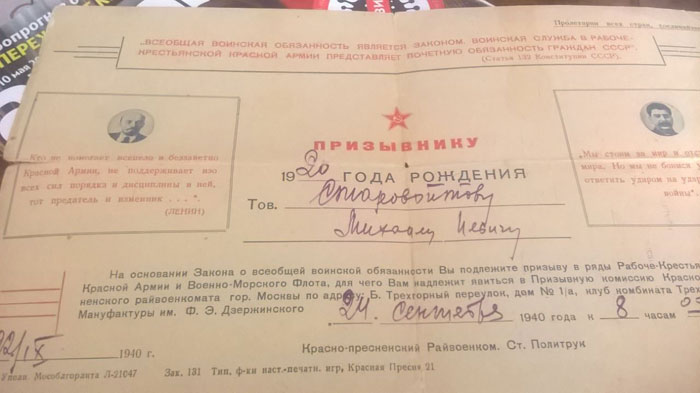 Пролетарии всех стран, соединяйтесь
„ВСЕОБЩАЯ ВОИНСКАЯ ОБЯЗАННОСТЬ ЯВЛЯЕТСЯ ЗАКОНОМ. ВОИНСКАЯ СЛУЖБА В РАБОЧЕ-
КРЕСТЬЯНСКОЙ КРАСНОЙ АРМИИ ПРЕДСТАВЛЯЕТ ПОЧЕТНУЮ ОБЯЗАННОСТЬ ГРАЖДАН СССР".
(Статья 132 Конституции СССР).
ПРИЗЫВНИКУ
1920 ГОДА РОЖДЕНИЯ
Тов. Старовойтову
Михаилу
Кто не помогает всецело и беззаветно
Красной Армии, не поддерживает изо
всех сил порядка и дисциплины в ней,
тот предатель и изменник . . .".
(ЛЕНИН)
„Мы стоим за мир и
мира. Но мы не боимся
ответить ударом на удар
войны".
На основании Закона о всеобщей воинской обязанности Вы подлежите призыву в ряды Рабоче-Кресть
Красной Армии и Военно-Морского Флота, для чего Вам надлежит явиться в Призывную комиссию Красно
ненского райвоенкомата гор. Москвы по адресу: Б. Трехгорный переулок, дом № 1/а, клуб комбината Трех
Мануфактуры им. Ф. Э. Дзержинского 24 сентября 1940 года к 8 часам
22/IX 1940 г.
Красно-пресненский Райвоенком. Ст. Политрук
Уполн. Мособлгорлита Л-21647 Зак. 131 Тип. ф-ки наст.-печатн. игр, Красная Пресня 21